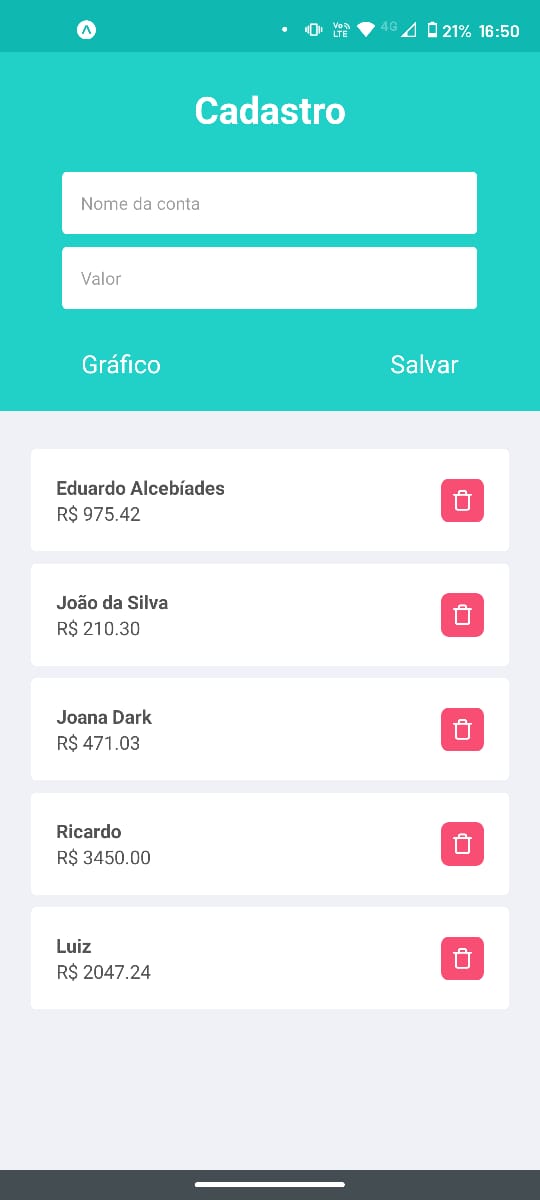 Vo LTE 4G 21% 16:50
Cadastro
Nome da conta
Valor
Gráfico Salvar
Eduardo Alcebíades
R$ 975.42
João da Silva
R$ 210.30
Joana Dark
R$ 471.03
Ricardo
R$ 3450.00
Luiz
R$ 2047.24